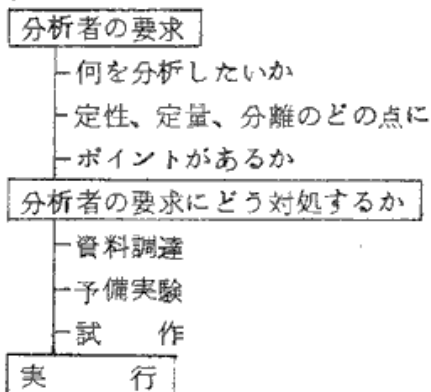 分析者の要求
何を分析したいか
定性、定量、分離のどの点に
ポイントがあるか
分析者の要求にどう対処するか
資料調達
予備実験
試作
実行